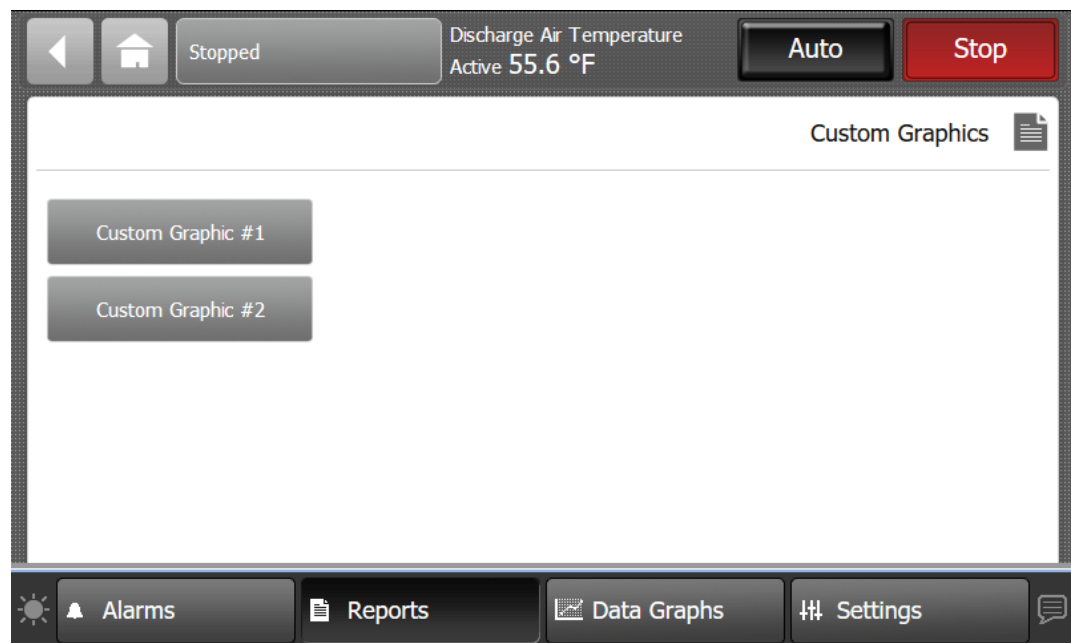 Stopped
Discharge Air Temperature
Active 55.6 °F
Auto
Stop
Custom Graphics
Custom Graphic #1
Custom Graphic #2
Alarms
Reports
Data Graphs
Settings